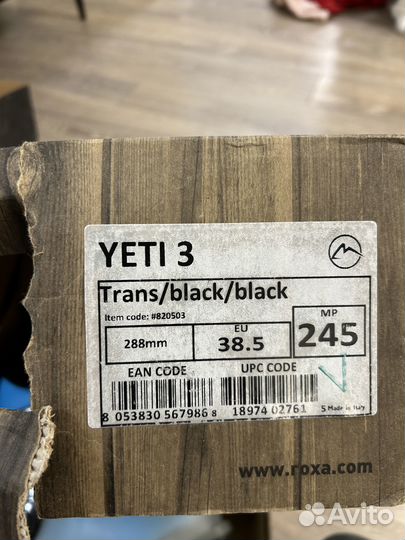 YETI 3
Trans/black/black
Item code: #820503
288mm
EU
38.5
MP
245
EAN CODE
UPC CODE
8 053830 567986 8 18974 02761 5 Made in Italy
www.roxa.com
Avito